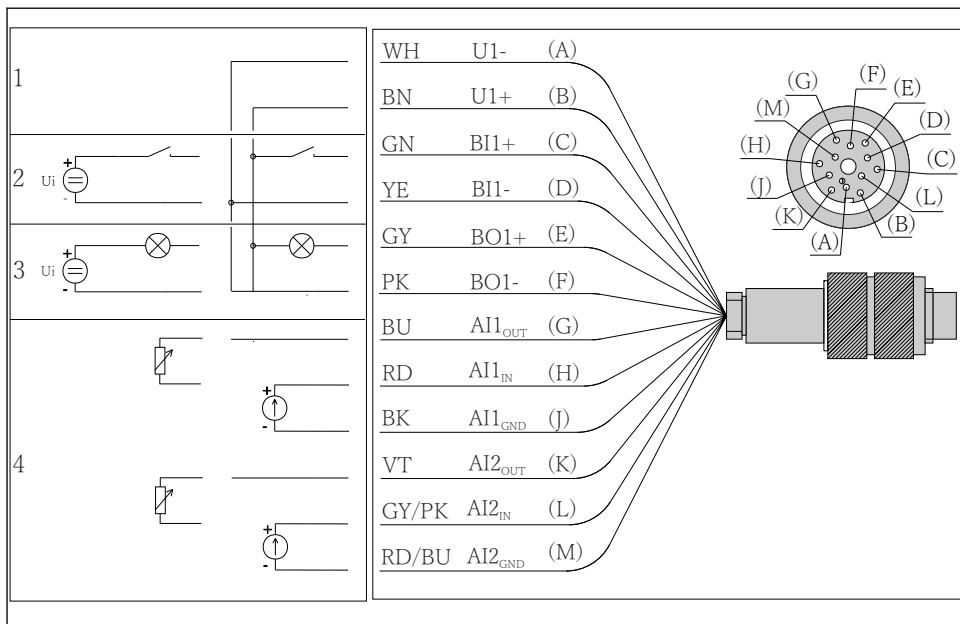 1
2
+
Ui
-
3
+
Ui
-
4
+
-
+
-
WH U1- (A)
BN U1+ (B)
GN BI1+ (C)
YE BI1- (D)
GY BO1+ (E)
PK BO1- (F)
BU AI1OUT (G)
RD AI1IN (H)
BK AI1GND (J)
VT AI2OUT (K)
GY/PK AI2IN (L)
RD/BU AI2GND (M)
(F)
(G) (E)
(M) (D)
(H) (C)
(J) (L)
(K) (B)
(A)